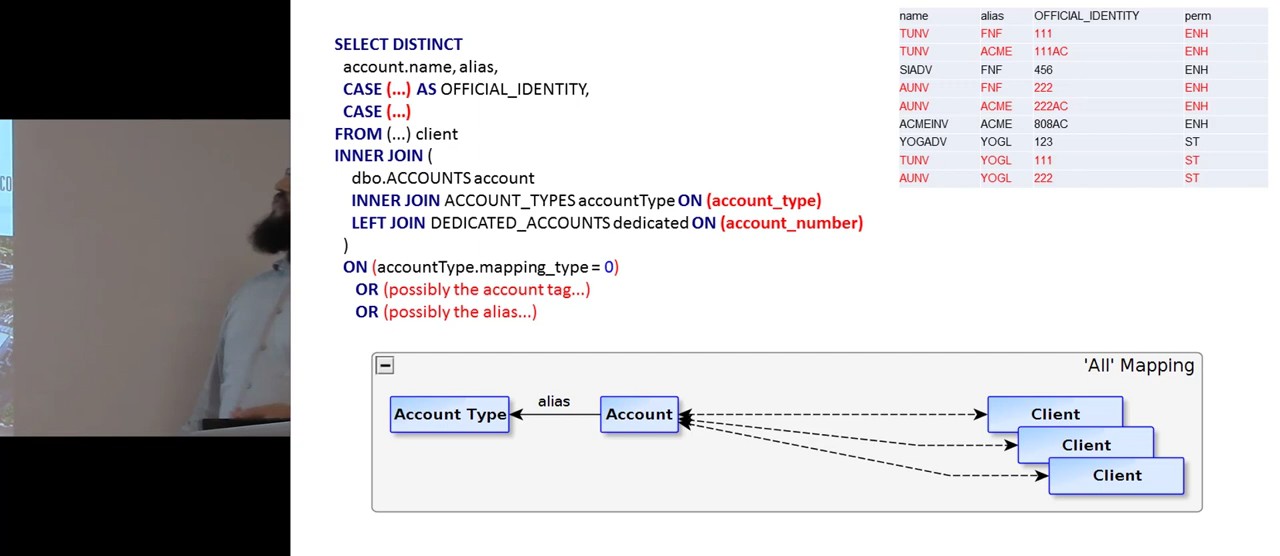 SELECT DISTINCT
account.name, alias,
CASE (...) AS OFFICIAL_IDENTITY,
CASE (...)
FROM (...) client
INNER JOIN (
dbo.ACCOUNTS account
INNER JOIN ACCOUNT_TYPES accountType ON (account_type)
LEFT JOIN DEDICATED_ACCOUNTS dedicated ON (account_number)
)
ON (accountType.mapping_type = 0)
OR (possibly the account tag...)
OR (possibly the alias...)
name alias OFFICIAL_IDENTITY perm
TUNV FNF 111 ENH
TUNV ACME 111AC ENH
SIADV FNF 456 ENH
AUNV FNF 222 ENH
AUNV ACME 222AC ENH
ACMEINV ACME 808AC ENH
YOGADV YOGL 123 ST
TUNV YOGL 111 ST
AUNV YOGL 222 ST
'All' Mapping
Account Type
alias
Account
Client
Client
Client